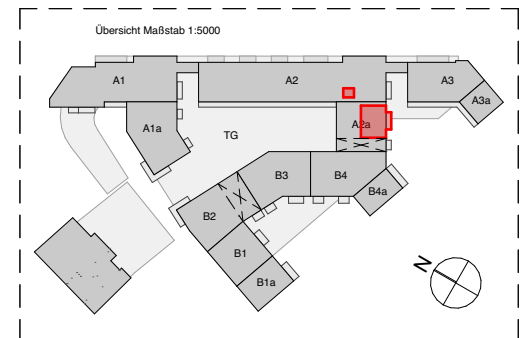 Übersicht Maßstab 1:5000
A1
A2
A3
A3a
A1a
TG
A2a
B3
B4
B4a
B2
B1
B1a
N